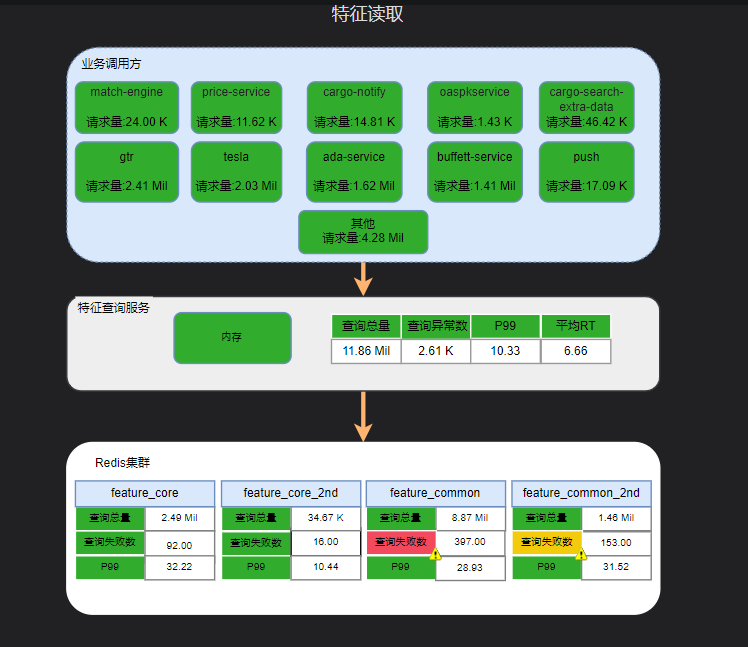 特征读取
业务调用方
match-engine
请求量:24.00 K
price-service
请求量:11.62 K
cargo-notify
请求量:14.81 K
oaspkservice
请求量:1.43 K
cargo-search-
extra-data
请求量:46.42 K
gtr
请求量:2.41 Mil
tesla
请求量:2.03 Mil
ada-service
请求量:1.62 Mil
buffett-service
请求量:1.41 Mil
push
请求量:17.09 K
其他
请求量:4.28 Mil
特征查询服务
内存
查询总量 查询异常数 P99 平均RT
11.86 Mil 2.61 K 10.33 6.66
Redis集群
feature_core
查询总量 2.49 Mil
查询失败数 92.00
P99 32.22
feature_core_2nd
查询总量 34.67 K
查询失败数 16.00
P99 10.44
feature_common
查询总量 8.87 Mil
查询失败数 397.00
P99 28.93
feature_common_2nd
查询总量 1.46 Mil
查询失败数 153.00
P99 31.52